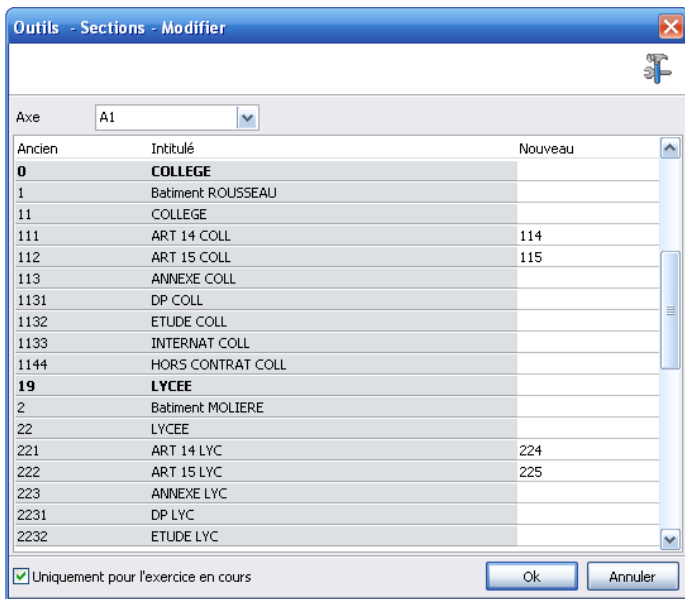 Outils - Sections - Modifier
Axe A1
Ancien Intitulé Nouveau
0 COLLEGE
1 Batiment ROUSSEAU
11 COLLEGE
111 ART 14 COLL 114
112 ART 15 COLL 115
113 ANNEXE COLL
1131 DP COLL
1132 ETUDE COLL
1133 INTERNAT COLL
1144 HORS CONTRAT COLL
19 LYCEE
2 Batiment MOLIERE
22 LYCEE
221 ART 14 LYC 224
222 ART 15 LYC 225
223 ANNEXE LYC
2231 DP LYC
2232 ETUDE LYC
Uniquement pour l'exercice en cours Ok Annuler